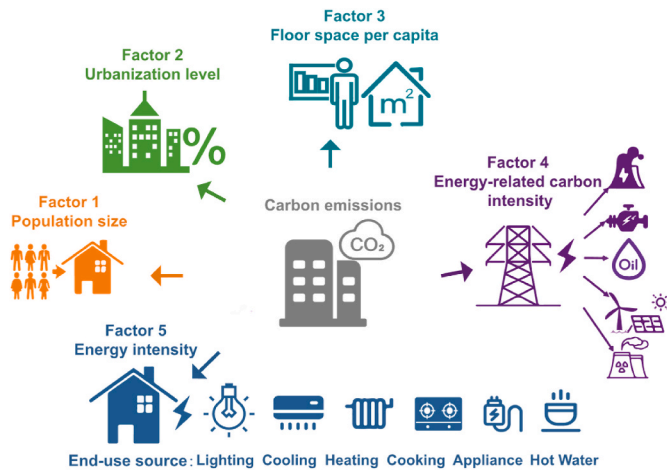 Factor 3
Floor space per capita
m²
Factor 2
Urbanization level
%
Factor 4
Energy-related carbon
intensity
Oil
Factor 1
Population size
Carbon emissions
CO₂
Factor 5
Energy intensity
End-use source: Lighting Cooling Heating Cooking Appliance Hot Water